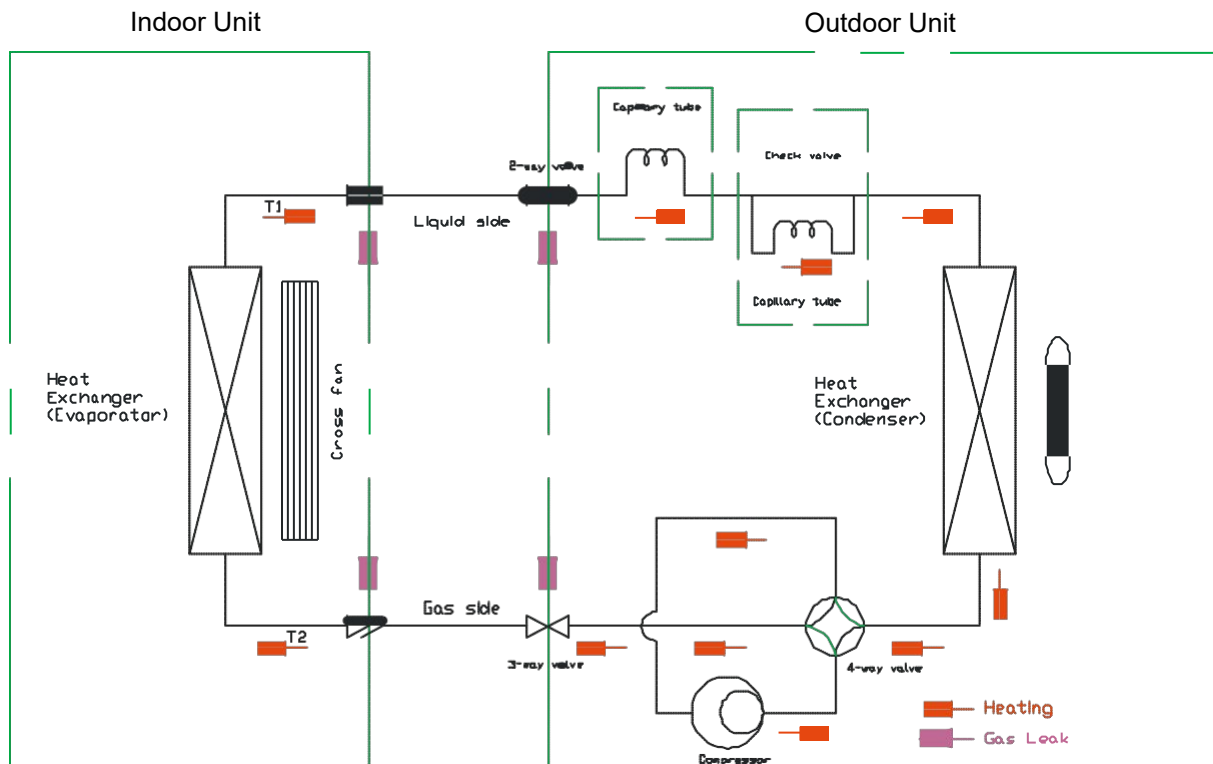 Indoor Unit
Outdoor Unit
Capillary tube
Check valve
2-way valve
T1
Liquid side
Capillary tube
Heat
Exchanger
(Evaporator)
Cross fan
Heat
Exchanger
(Condenser)
Gas side
T2
3-way valve
4-way valve
Compressor
Heating
Gas Leak